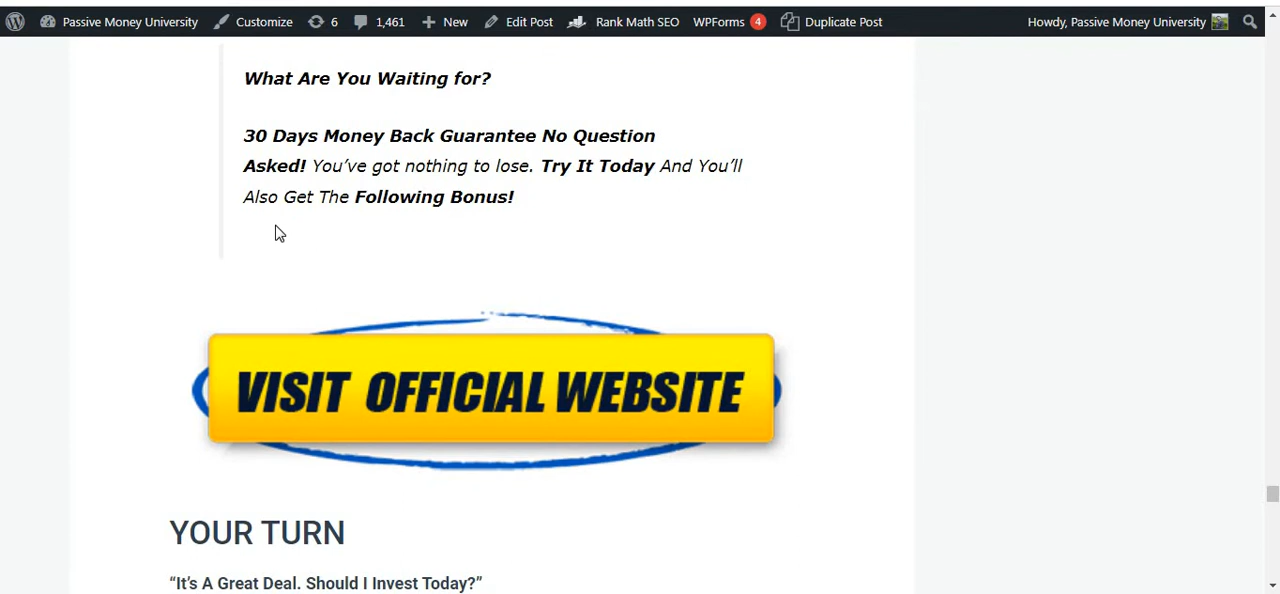 Passive Money University Customize 6 1,461 New Edit Post Rank Math SEO WPForms 4 Duplicate Post Howdy, Passive Money University
What Are You Waiting for?
30 Days Money Back Guarantee No Question
Asked! You’ve got nothing to lose. Try It Today And You’ll
Also Get The Following Bonus!
VISIT OFFICIAL WEBSITE
YOUR TURN
“It’s A Great Deal. Should I Invest Today?”